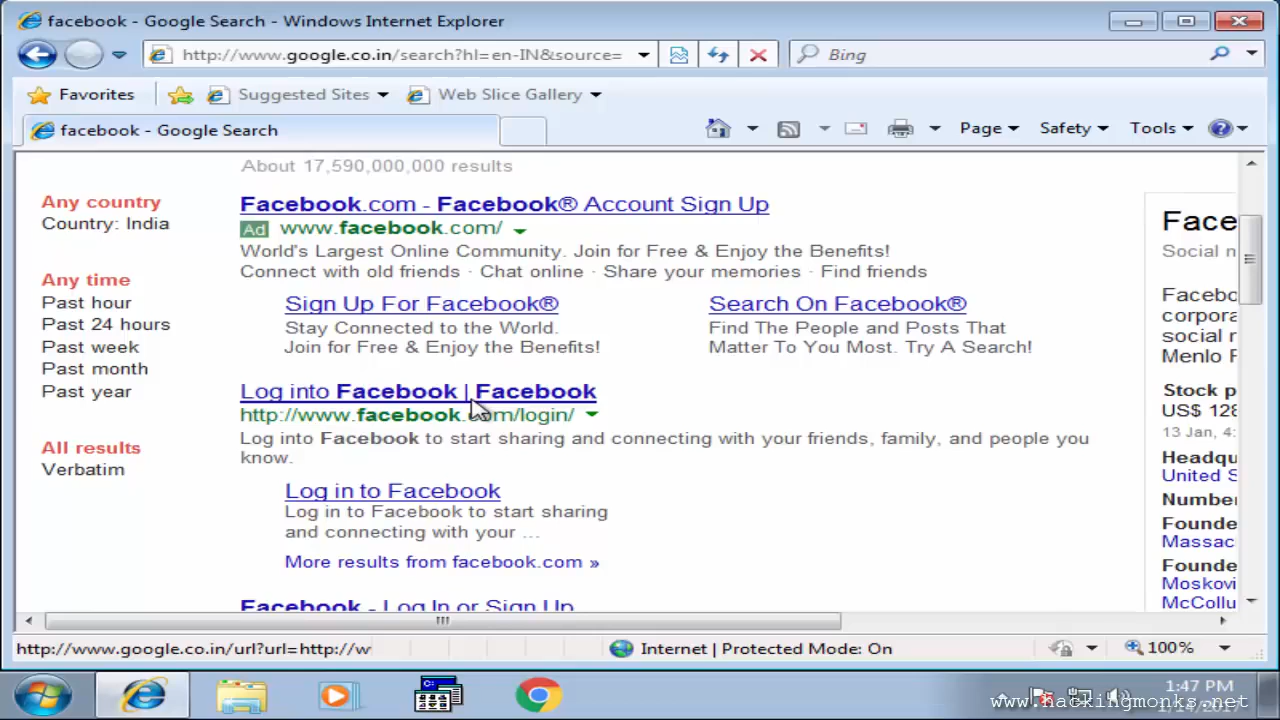 facebook - Google Search - Windows Internet Explorer
http://www.google.co.in/search?hl=en-IN&source=
Bing
Favorites
Suggested Sites
Web Slice Gallery
facebook - Google Search
Page
Safety
Tools
About 17,590,000,000 results
Any country
Country: India
Any time
Past hour
Past 24 hours
Past week
Past month
Past year
All results
Verbatim
Facebook.com - Facebook® Account Sign Up
Ad www.facebook.com/
World's Largest Online Community. Join for Free & Enjoy the Benefits!
Connect with old friends · Chat online · Share your memories · Find friends
Sign Up For Facebook®
Stay Connected to the World.
Join for Free & Enjoy the Benefits!
Search On Facebook®
Find The People and Posts That
Matter To You Most. Try A Search!
Log into Facebook | Facebook
http://www.facebook.com/login/
Log into Facebook to start sharing and connecting with your friends, family, and people you
know.
Log in to Facebook
Log in to Facebook to start sharing
and connecting with your ...
More results from facebook.com »
Facebook - Log In or Sign Up
Face
Social n
Facebo
corpora
social n
Menlo F
Stock p
US$ 128
13 Jan, 4:
Headqu
United S
Number
Founde
Massac
Founde
Moskovi
McCollu
http://www.google.co.in/url?url=http://w
Internet | Protected Mode: On
100%
1:47 PM
www.hackingmonks.net